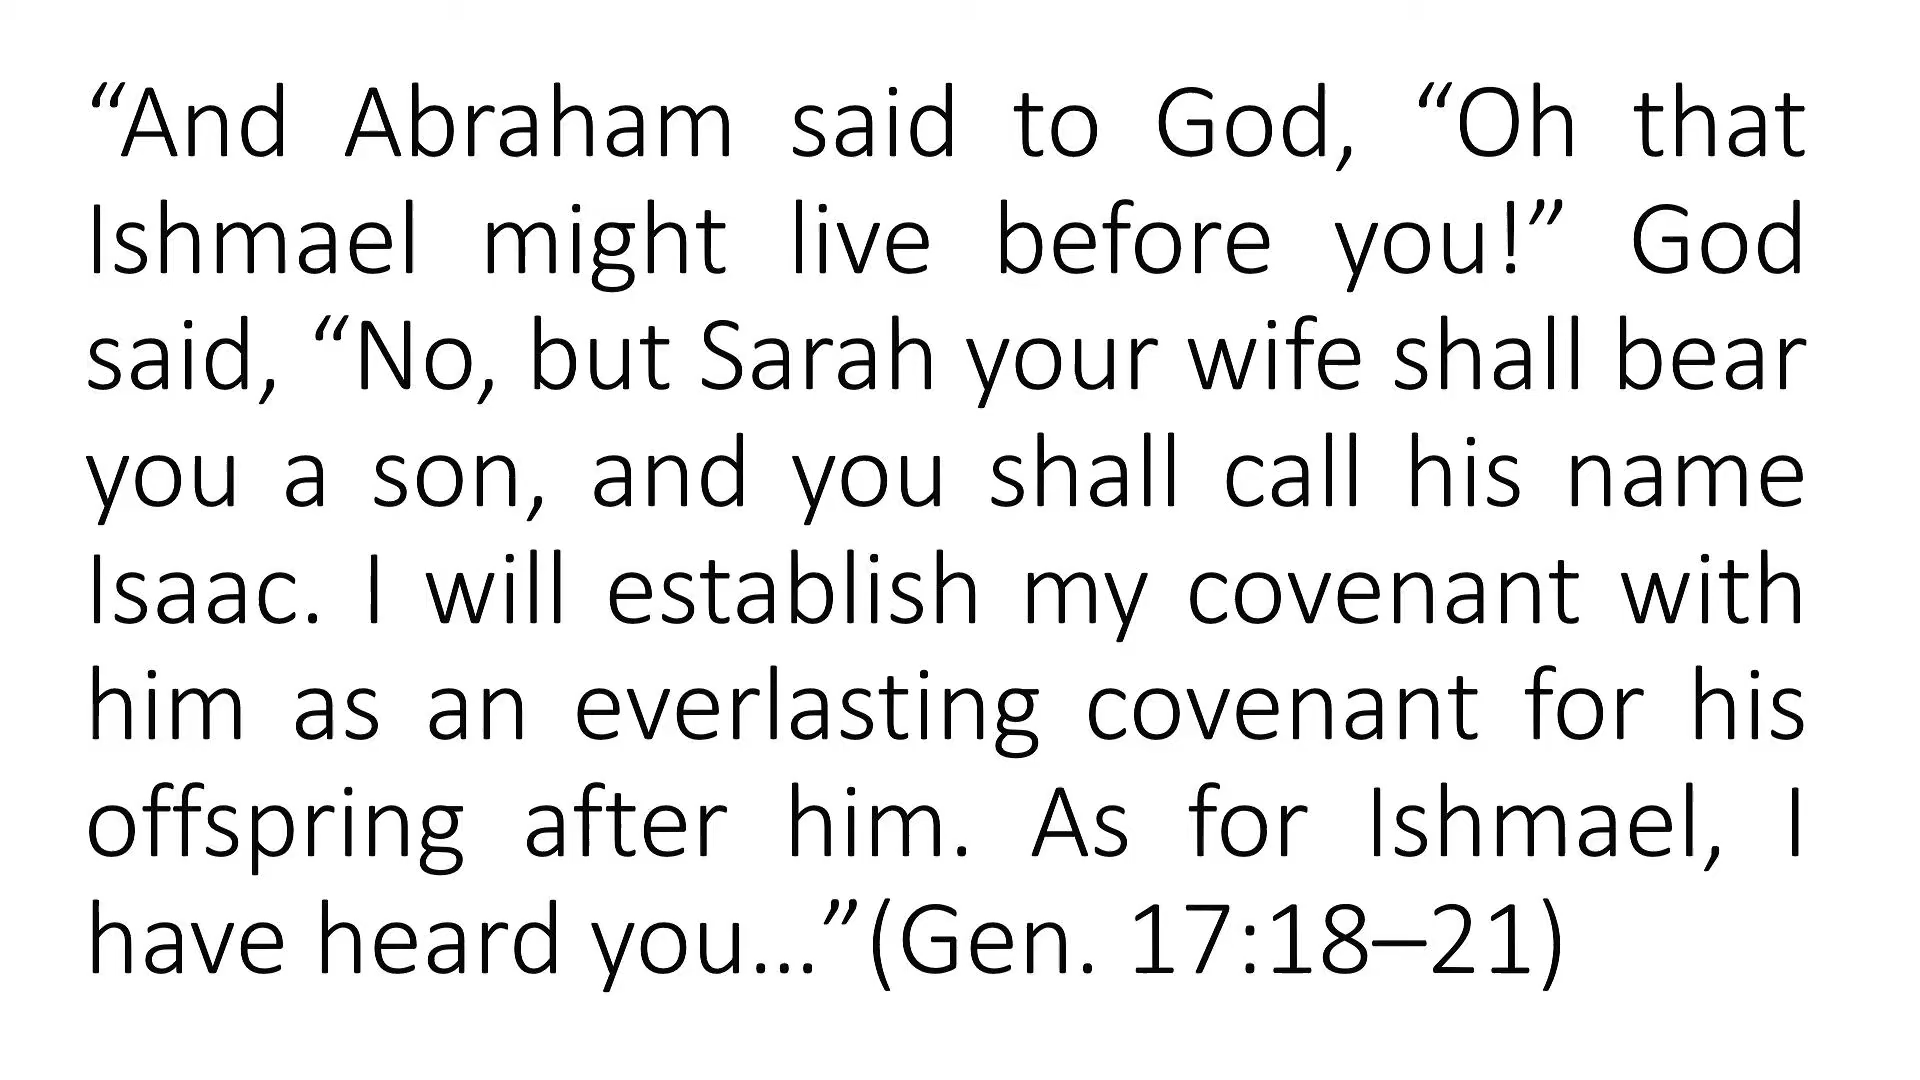 “And Abraham said to God, “Oh that
Ishmael might live before you!” God
said, “No, but Sarah your wife shall bear
you a son, and you shall call his name
Isaac. I will establish my covenant with
him as an everlasting covenant for his
offspring after him. As for Ishmael, I
have heard you…”(Gen. 17:18–21)